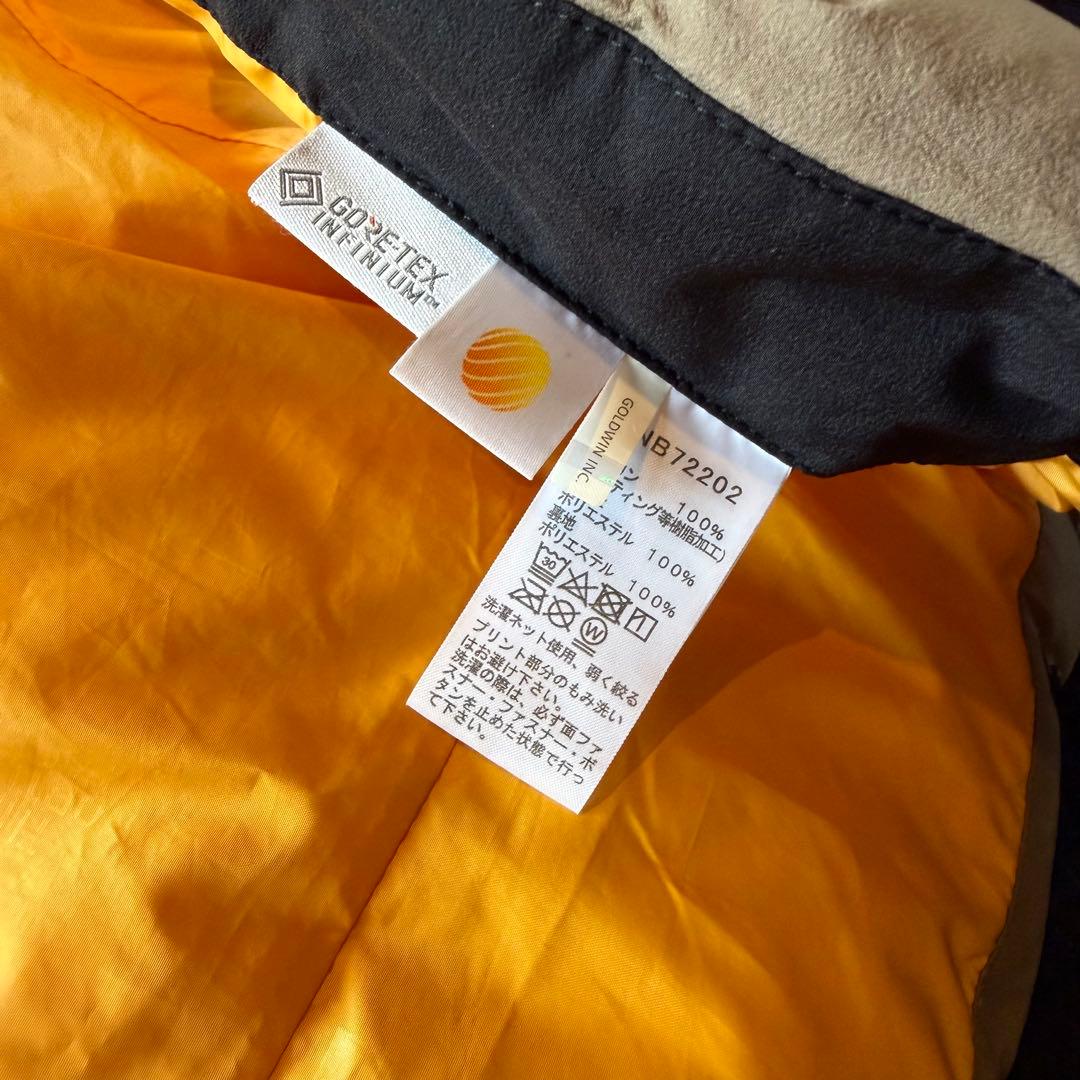 GORE-TEX
INFINIUM™
GOLDWIN INC.
NB72202
100%
ティング等樹脂加工)
ポリエステル 100%
裏地
ポリエステル 100%
30
W
洗濯ネット使用、弱く絞る
プリント部分のもみ洗い
はお避け下さい。
洗濯の際は、必ず面ファ
スナー・ファスナー・ボ
タンを止めた状態で行っ
て下さい。